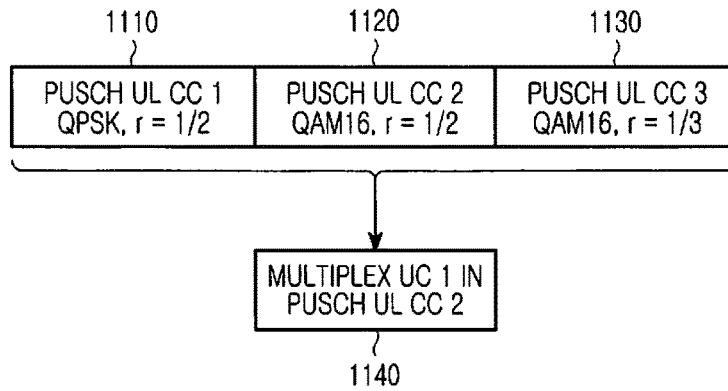 1110
1120
1130
PUSCH UL CC 1
QPSK, r = 1/2
PUSCH UL CC 2
QAM16, r = 1/2
PUSCH UL CC 3
QAM16, r = 1/3
MULTIPLEX UC 1 IN
PUSCH UL CC 2
1140